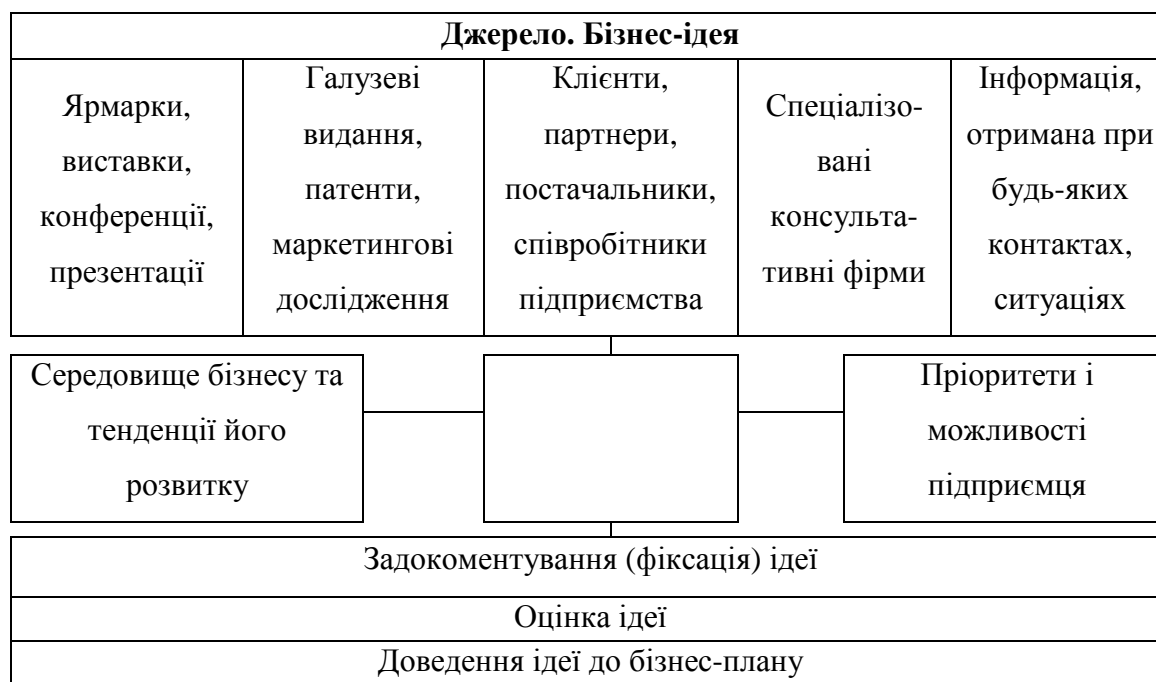 Джерело. Бізнес-ідея
Ярмарки,
виставки,
конференції,
презентації
Галузеві
видання,
патенти,
маркетингові
дослідження
Клієнти,
партнери,
постачальники,
співробітники
підприємства
Спеціалізо-
вані
консульта-
тивні фірми
Інформація,
отримана при
будь-яких
контактах,
ситуаціях
Середовище бізнесу та
тенденції його
розвитку
Пріоритети і
можливості
підприємця
Задокоментування (фіксація) ідеї
Оцінка ідеї
Доведення ідеї до бізнес-плану